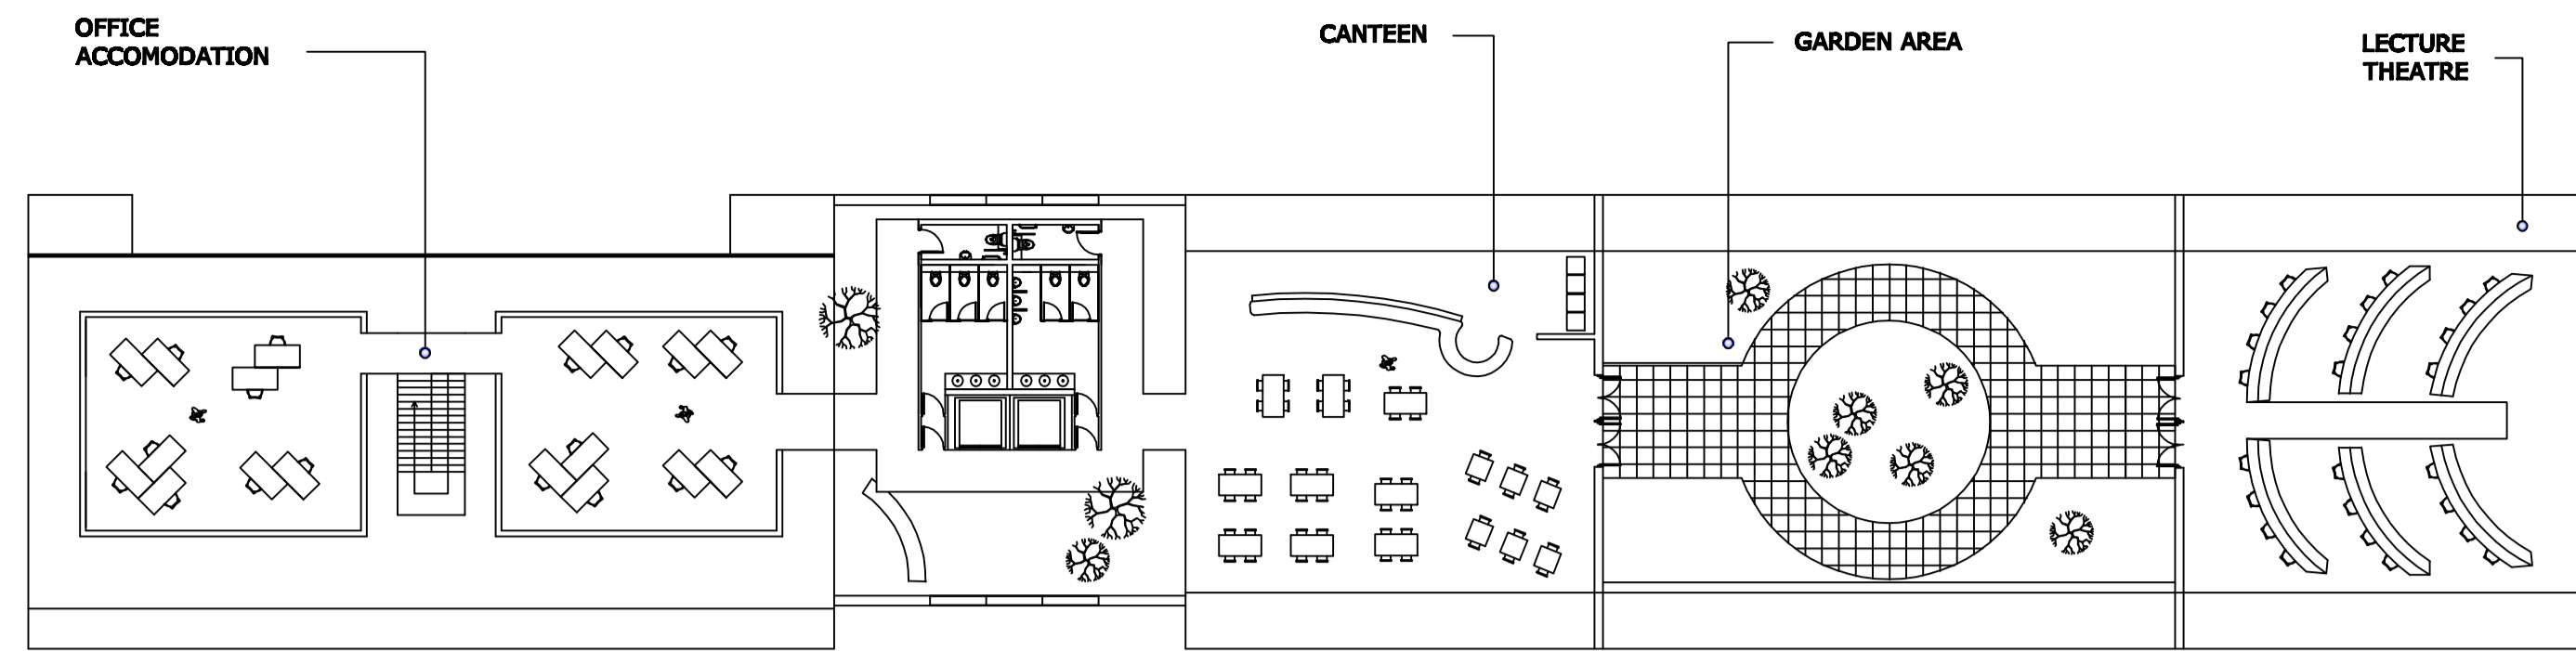 OFFICE
ACCOMODATION
CANTEEN
GARDEN AREA
LECTURE
THEATRE